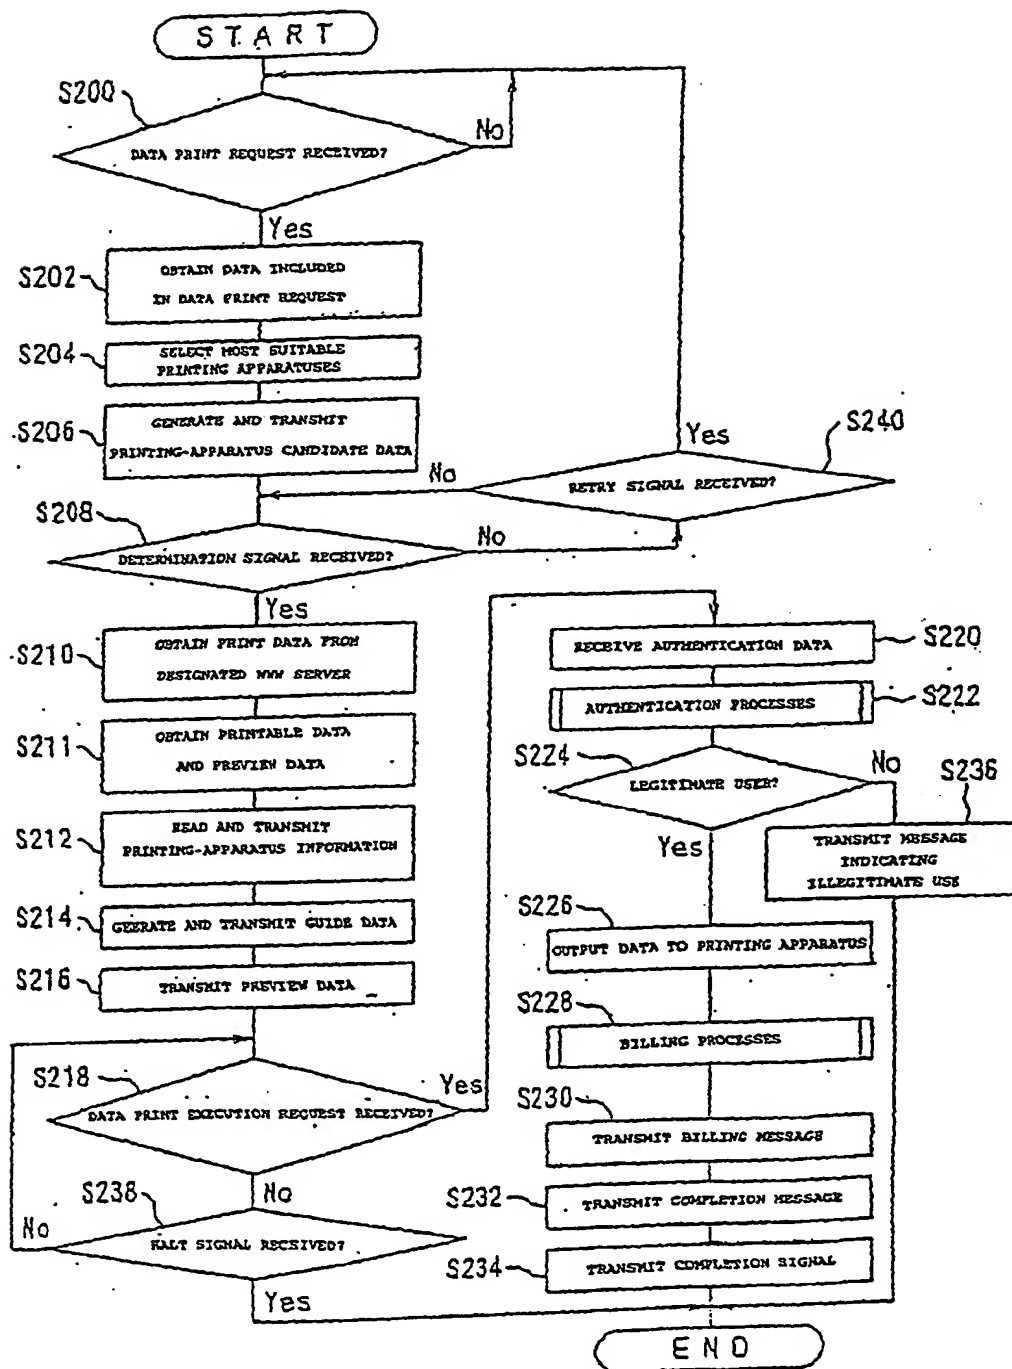 START
S200
DATA PRINT REQUEST RECEIVED?
No
Yes
S202
OBTAIN DATA INCLUDED
IN DATA PRINT REQUEST
S204
SELECT MOST SUITABLE
PRINTING APPARATUSES
S206
GENERATE AND TRANSMIT
PRINTING-APPARATUS CANDIDATE DATA
Yes
S240
RETRY SIGNAL RECEIVED?
No
S208
DETERMINATION SIGNAL RECEIVED?
No
Yes
S210
OBTAIN PRINT DATA FROM
DESIGNATED WWW SERVER
S211
OBTAIN PRINTABLE DATA
AND PREVIEW DATA
S212
READ AND TRANSMIT
PRINTING-APPARATUS INFORMATION
S214
GEERATE AND TRANSMIT GUIDE DATA
S216
TRANSMIT PREVIEW DATA
S218
DATA PRINT EXECUTION REQUEST RECEIVED?
Yes
No
S238
HALT SIGNAL RECEIVED?
No
Yes
RECEIVE AUTHENTICATION DATA
S220
AUTHENTICATION PROCESSES
S222
S224
LEGITIMATE USER?
No
S236
Yes
TRANSMIT MESSAGE
INDICATING
ILLEGITIMATE USE
S226
OUTPUT DATA TO PRINTING APPARATUS
S228
BILLING PROCESSES
S230
TRANSMIT BILLING MESSAGE
S232
TRANSMIT COMPLETION MESSAGE
S234
TRANSMIT COMPLETION SIGNAL
END